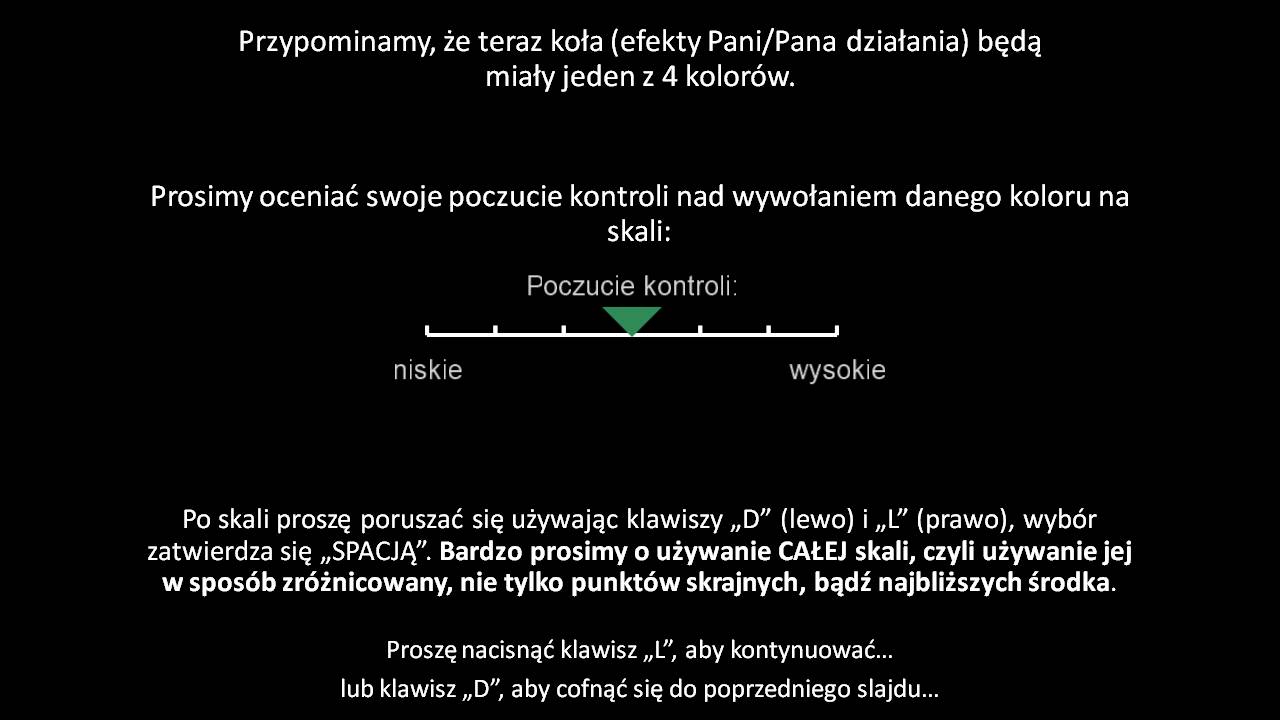 Przypominamy, że teraz koła (efekty Pani/Pana działania) będą
miały jeden z 4 kolorów.
Prosimy oceniać swoje poczucie kontroli nad wywołaniem danego koloru na
skali:
Poczucie kontroli:
niskie wysokie
Po skali proszę poruszać się używając klawiszy „D” (lewo) i „L” (prawo), wybór
zatwierdza się „SPACJĄ”. Bardzo prosimy o używanie CAŁEJ skali, czyli używanie jej
w sposób zróżnicowany, nie tylko punktów skrajnych, bądź najbliższych środka.
Proszę nacisnąć klawisz „L”, aby kontynuować...
lub klawisz „D”, aby cofnąć się do poprzedniego slajdu...